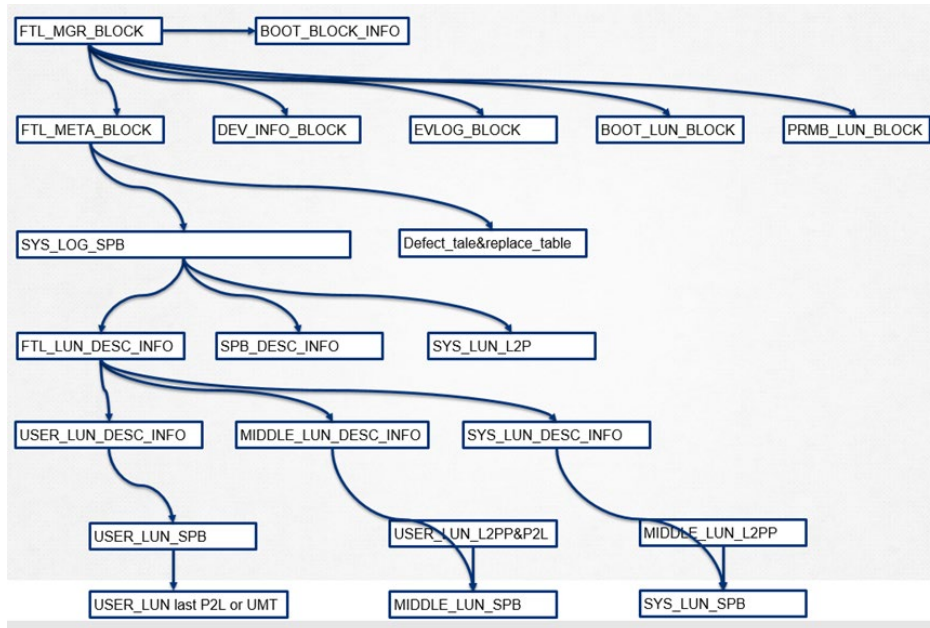 FTL_MGR_BLOCK
BOOT_BLOCK_INFO
FTL_META_BLOCK
DEV_INFO_BLOCK
EVLOG_BLOCK
BOOT_LUN_BLOCK
PRMB_LUN_BLOCK
SYS_LOG_SPB
Defect_tale&replace_table
FTL_LUN_DESC_INFO
SPB_DESC_INFO
SYS_LUN_L2P
USER_LUN_DESC_INFO
MIDDLE_LUN_DESC_INFO
SYS_LUN_DESC_INFO
USER_LUN_SPB
USER_LUN_L2PP&P2L
MIDDLE_LUN_L2PP
USER_LUN last P2L or UMT
MIDDLE_LUN_SPB
SYS_LUN_SPB